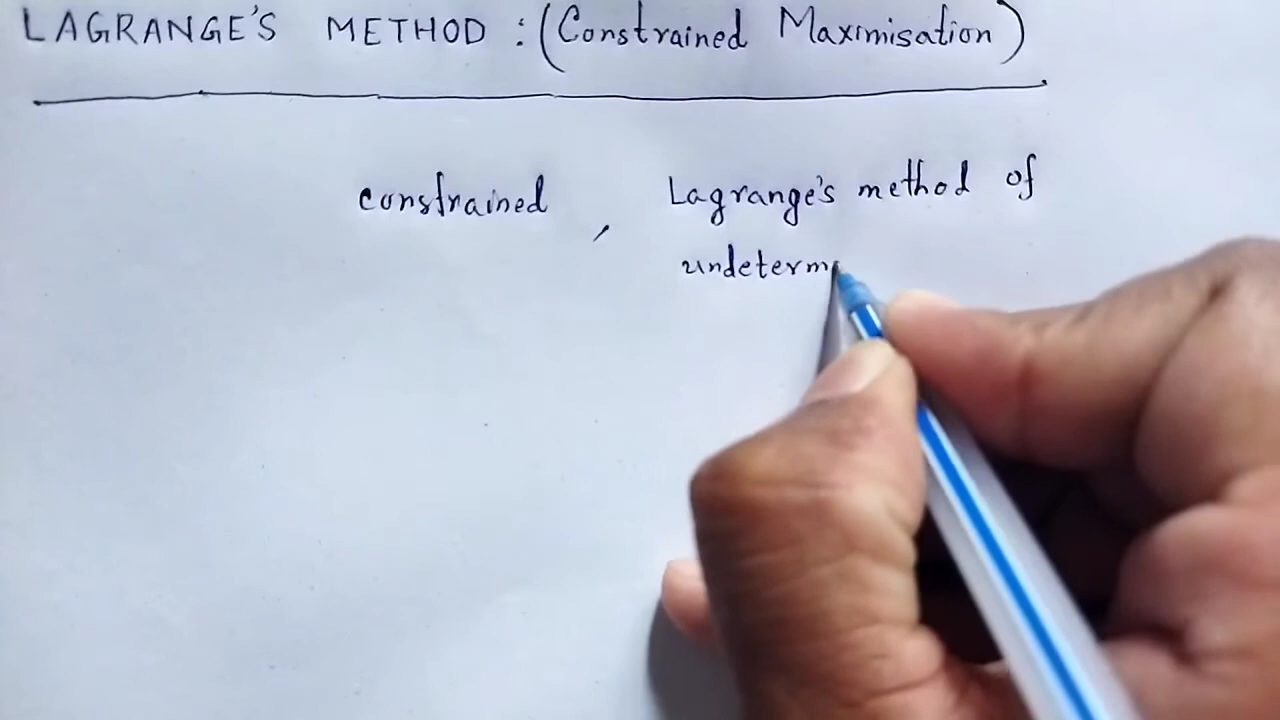 LAGRANGE'S METHOD : (Constrained Maximisation)
constrained , Lagrange's method of
undeterm